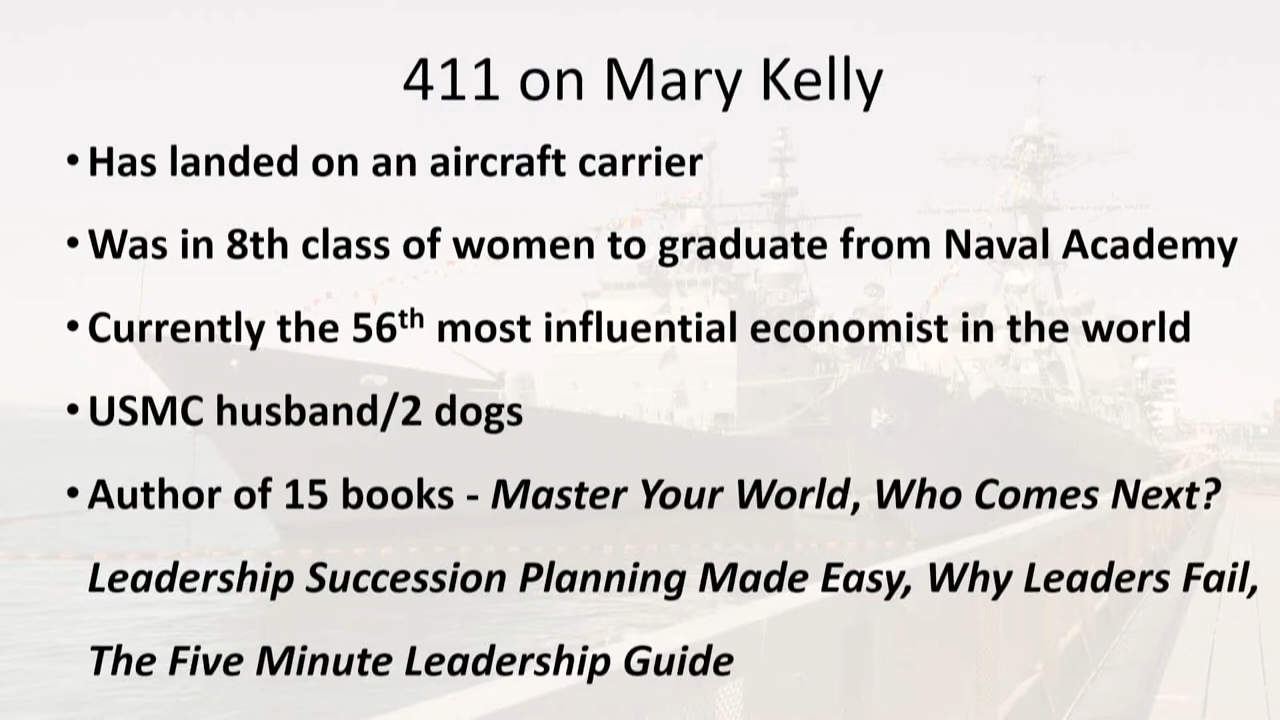 411 on Mary Kelly
• Has landed on an aircraft carrier
• Was in 8th class of women to graduate from Naval Academy
• Currently the 56th most influential economist in the world
• USMC husband/2 dogs
• Author of 15 books - Master Your World, Who Comes Next?
Leadership Succession Planning Made Easy, Why Leaders Fail,
The Five Minute Leadership Guide